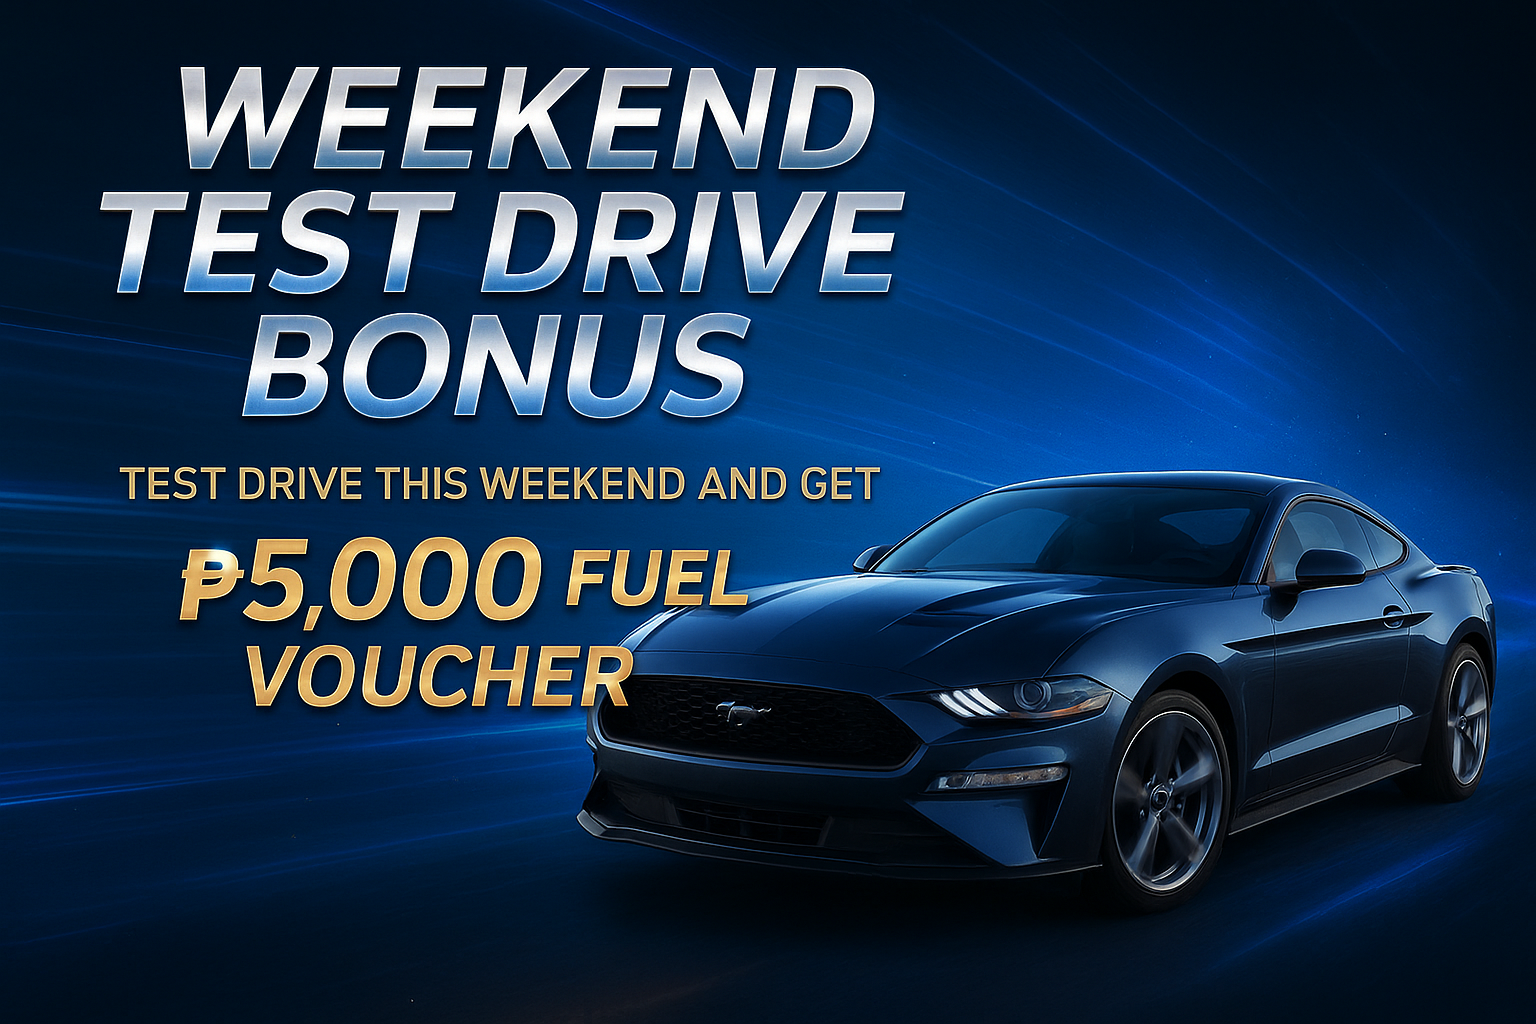 WEEKEND
TEST DRIVE
BONUS
TEST DRIVE THIS WEEKEND AND GET
₱5,000 FUEL
VOUCHER